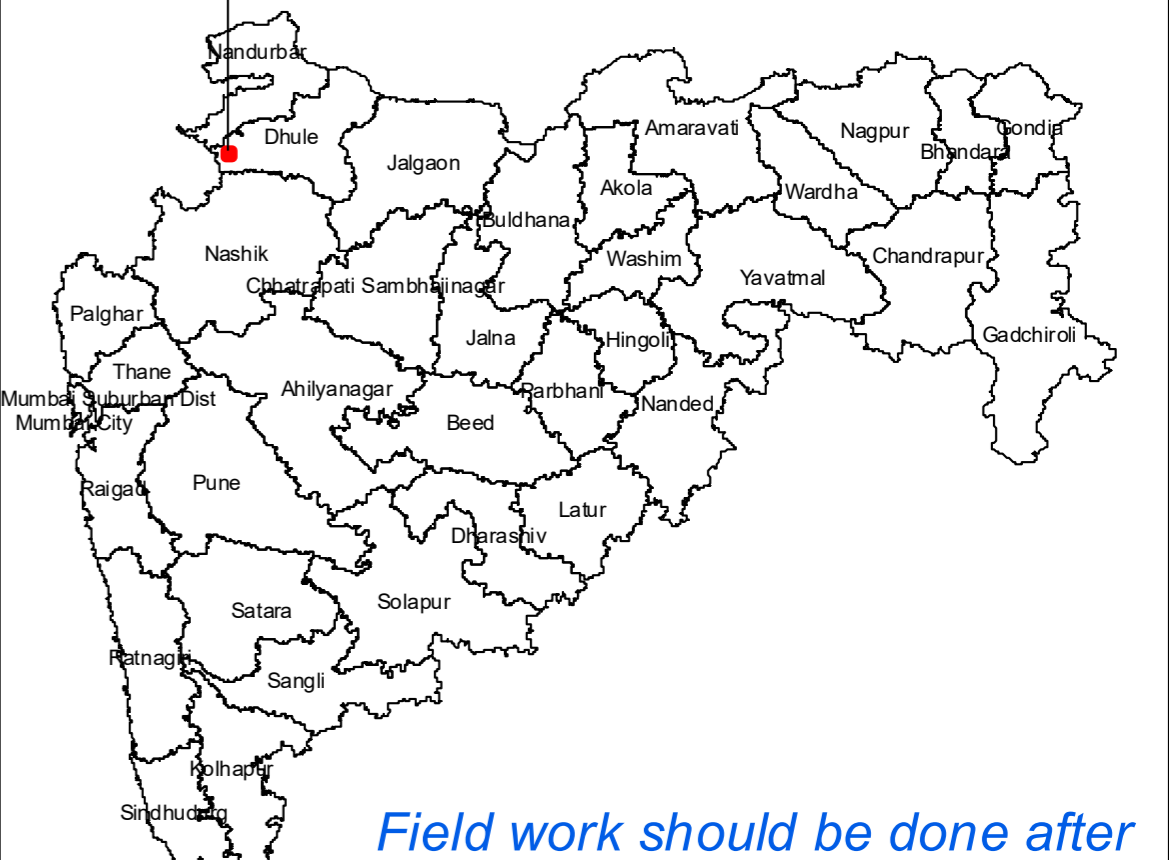 Nandurbar
Dhule
Jalgaon
Amaravati
Nagpur
Gondia
Bhandara
Akola
Wardha
Buldhana
Nashik
Washim
Chandrapur
Yavatmal
Chhatrapati Sambhajinagar
Palghar
Jalna
Hingoli
Gadchiroli
Thane
Ahilyanagar
Parbhani
Mumbai Suburban Dist
Nanded
Mumbai City
Beed
Raigad
Pune
Latur
Dharashiv
Satara
Solapur
Ratnagiri
Sangli
Kolhapur
Sindhudurg
Field work should be done after